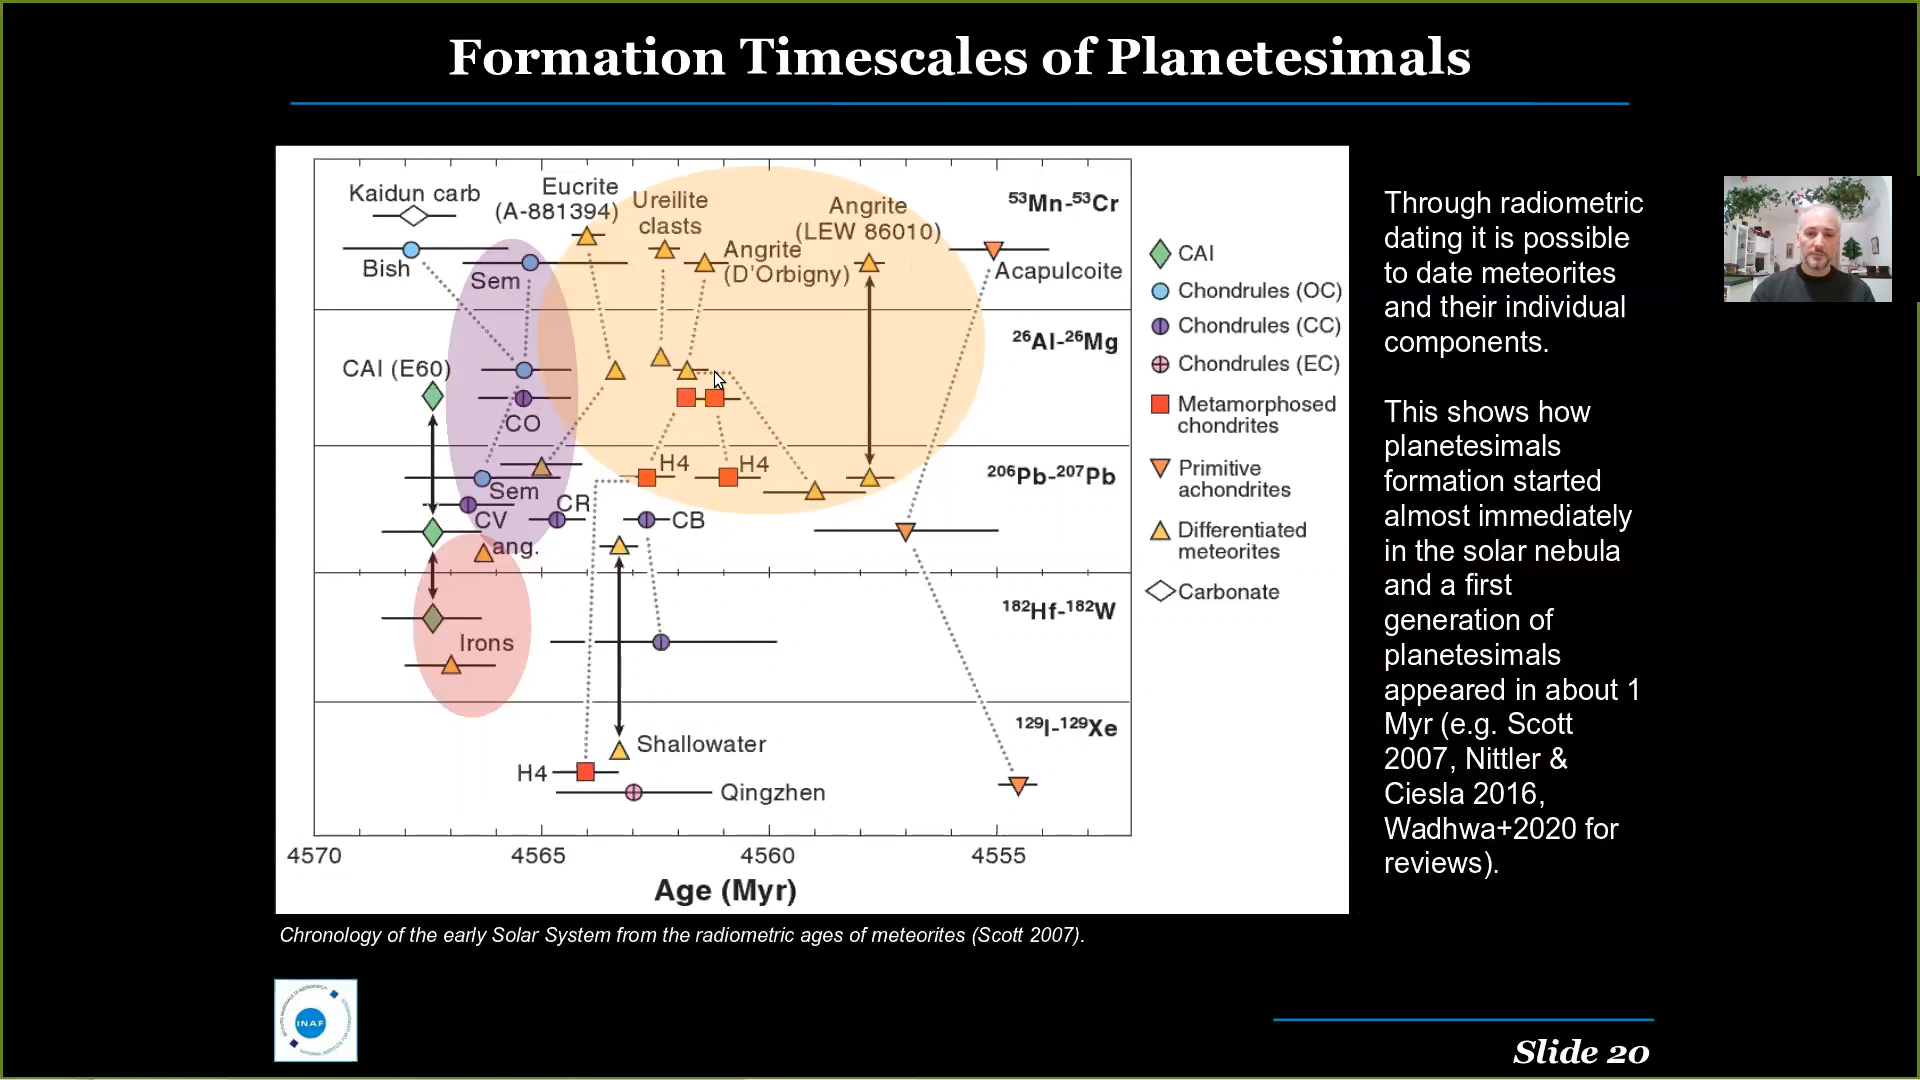 Formation Timescales of Planetesimals
Kaidun carb
Eucrite
(A-881394)
Ureilite
clasts
Angrite
(LEW 86010)
⁵³Mn-⁵³Cr
Bish
Sem
Angrite
(D'Orbigny)
Acapulcoite
CAI (E60)
CO
²⁶Al-²⁶Mg
H4
H4
²⁰⁶Pb-²⁰⁷Pb
Sem
CV
CR
CB
ang.
Irons
¹⁸²Hf-¹⁸²W
Shallowater
¹²⁹I-¹²⁹Xe
H4
Qingzhen
4570
4565
4560
4555
Age (Myr)
CAI
Chondrules (OC)
Chondrules (CC)
Chondrules (EC)
Metamorphosed
chondrites
Primitive
achondrites
Differentiated
meteorites
Carbonate
Through radiometric
dating it is possible
to date meteorites
and their individual
components.
This shows how
planetesimals
formation started
almost immediately
in the solar nebula
and a first
generation of
planetesimals
appeared in about 1
Myr (e.g. Scott
2007, Nittler &
Ciesla 2016,
Wadhwa+2020 for
reviews).
Chronology of the early Solar System from the radiometric ages of meteorites (Scott 2007).
INAF
Slide 20